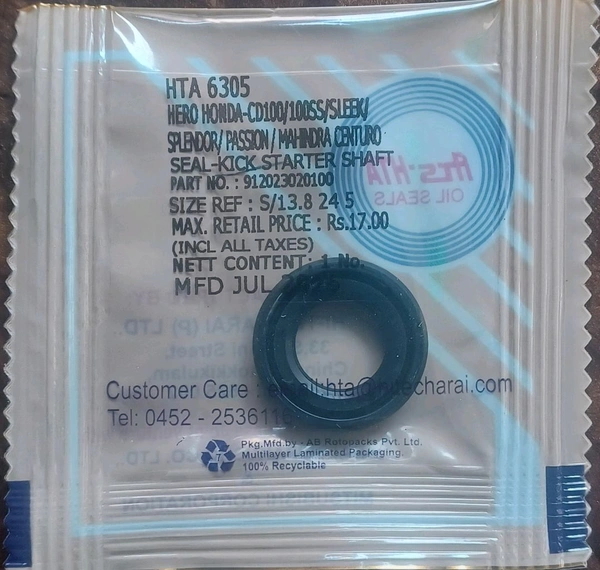 HTA 6305
HERO HONDA-CD100/100SS/SLEEK/
SPLENDOR/ PASSION / MAHINDRA CENTURO
SEAL-KICK STARTER SHAFT
PART NO. : 912023020100
SIZE REF : S/13.8 24 5
MAX. RETAIL PRICE : Rs.17.00
(INCL ALL TAXES)
NETT CONTENT: 1 No.
MFD JUL
OIL SEALS
Customer Care :
Tel: 0452 -
7
Pkg.Mfd.by - AB Rotopacks Pvt. Ltd.
Multilayer Laminated Packaging.
100% Recyclable
MITSUBISHI CORPORATION